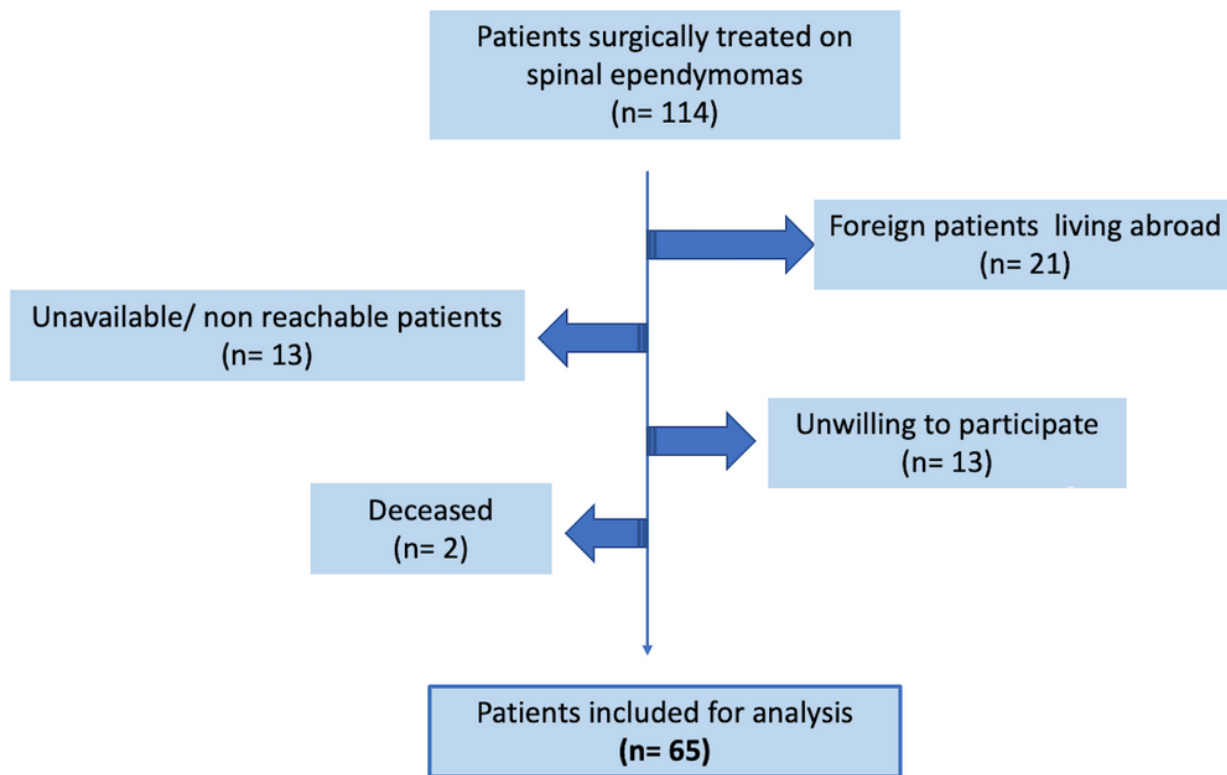 Patients surgically treated on
spinal ependymomas
(n= 114)
Foreign patients  living abroad
(n= 21)
Unavailable/ non reachable patients
(n= 13)
Unwilling to participate
(n= 13)
Deceased
(n= 2)
Patients included for analysis
(n= 65)